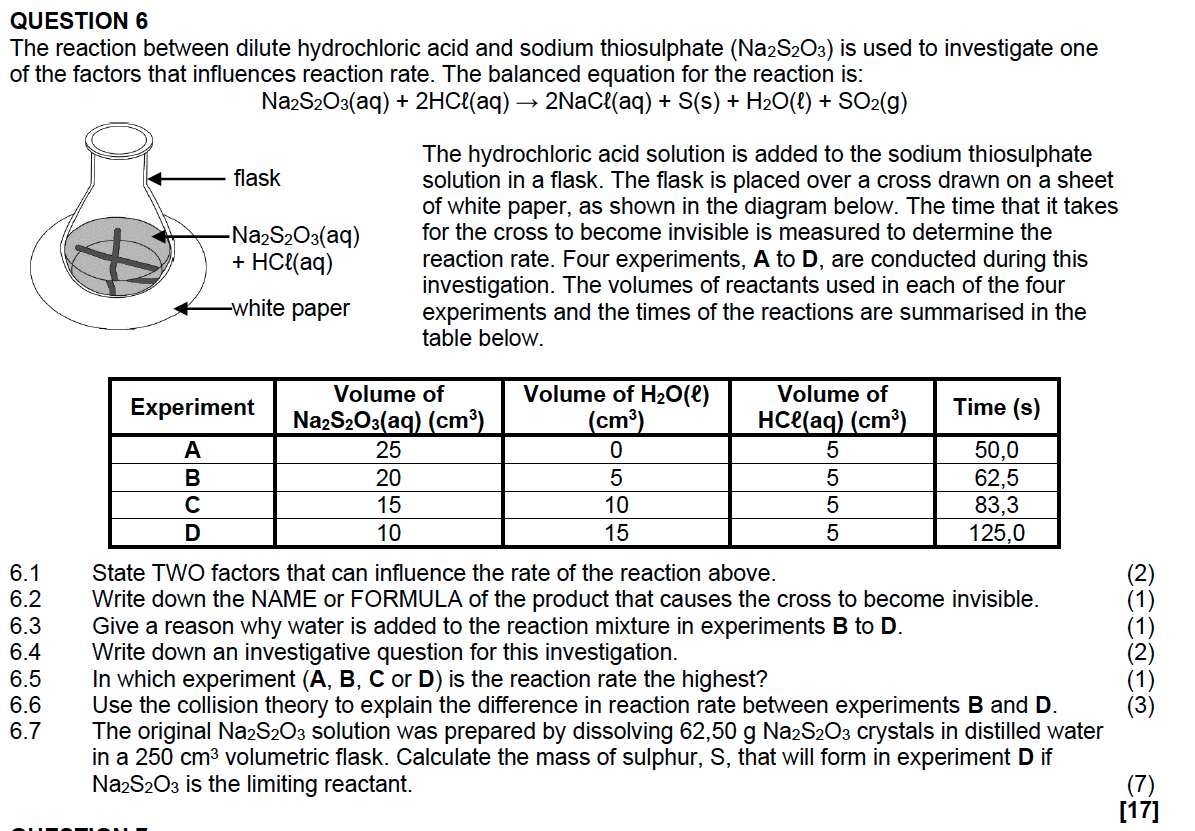 QUESTION 6
The reaction between dilute hydrochloric acid and sodium thiosulphate (Na2S2O3) is used to investigate one
of the factors that influences reaction rate. The balanced equation for the reaction is:
Na2S2O3(aq) + 2HCℓ(aq) → 2NaCℓ(aq) + S(s) + H2O(ℓ) + SO2(g)
The hydrochloric acid solution is added to the sodium thiosulphate
solution in a flask. The flask is placed over a cross drawn on a sheet
of white paper, as shown in the diagram below. The time that it takes
for the cross to become invisible is measured to determine the
reaction rate. Four experiments, A to D, are conducted during this
investigation. The volumes of reactants used in each of the four
experiments and the times of the reactions are summarised in the
table below.
flask
Na2S2O3(aq)
+ HCℓ(aq)
white paper
Experiment Volume of Na2S2O3(aq) (cm³) Volume of H2O(ℓ) (cm³) Volume of HCℓ(aq) (cm³) Time (s)
A 25 0 5 50,0
B 20 5 5 62,5
C 15 10 5 83,3
D 10 15 5 125,0
6.1 State TWO factors that can influence the rate of the reaction above. (2)
6.2 Write down the NAME or FORMULA of the product that causes the cross to become invisible. (1)
6.3 Give a reason why water is added to the reaction mixture in experiments B to D. (1)
6.4 Write down an investigative question for this investigation. (2)
6.5 In which experiment (A, B, C or D) is the reaction rate the highest? (1)
6.6 Use the collision theory to explain the difference in reaction rate between experiments B and D. (3)
6.7 The original Na2S2O3 solution was prepared by dissolving 62,50 g Na2S2O3 crystals in distilled water
in a 250 cm³ volumetric flask. Calculate the mass of sulphur, S, that will form in experiment D if
Na2S2O3 is the limiting reactant. (7)
[17]